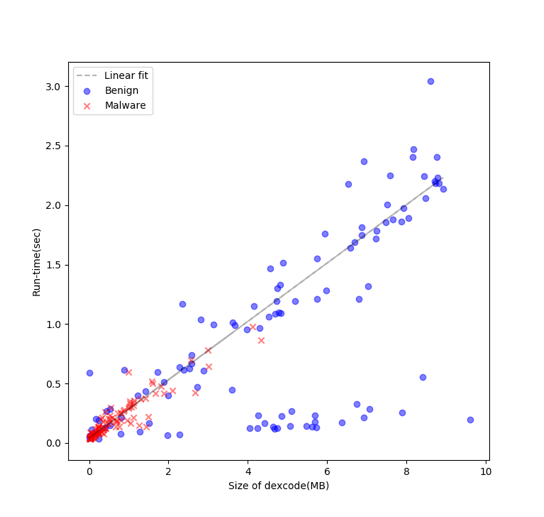 Linear fit
Benign
Malware
3.0
2.5
2.0
1.5
1.0
0.5
0.0
Run-time(sec)
0 2 4 6 8 10
Size of dexcode(MB)